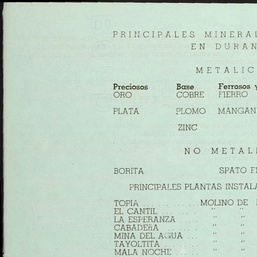 PRINCIPALES MINERAL
EN DURAN
METALIC
Preciosos Base Ferrosos y
ORO COBRE FIERRO
PLATA PLOMO MANGAN
ZINC
NO METAL
BORITA SPATO F
PRINCIPALES PLANTAS INSTALA
TOPIA ........ MOLINO DE
EL CANTIL ........ " "
LA ESPERANZA " "
CABADEÑA ........ " "
MINA DEL AGUA ... " "
TAYOLTITA ........ " "
MALA NOCHE ........ " "